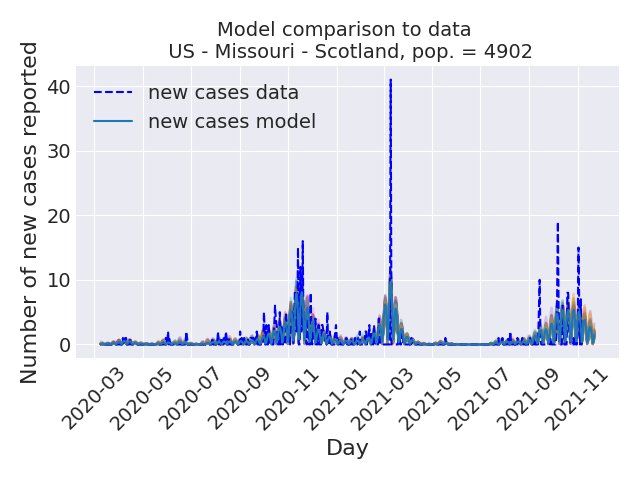 Model comparison to data
US - Missouri - Scotland, pop. = 4902
Number of new cases reported
40
30
20
10
0
new cases data
new cases model
2020-03
2020-05
2020-07
2020-09
2020-11
2021-01
2021-03
2021-05
2021-07
2021-09
2021-11
Day